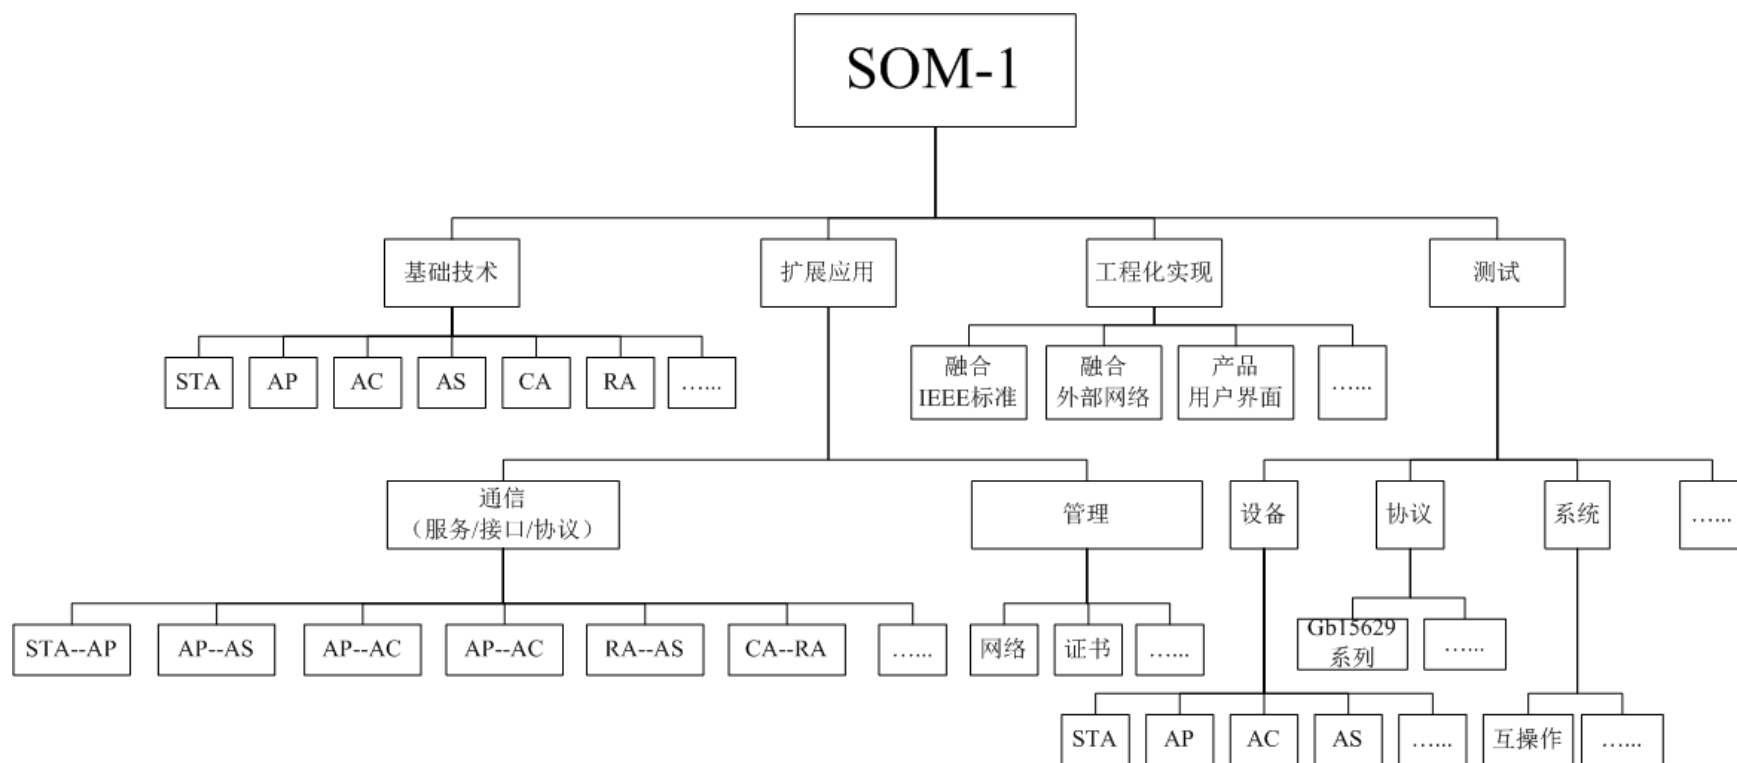 SOM-1
基础技术
扩展应用
工程化实现
测试
STA
AP
AC
AS
CA
RA
…...
融合
IEEE标准
融合
外部网络
产品
用户界面
…...
通信
（服务/接口/协议）
管理
设备
协议
系统
…...
STA--AP
AP--AS
AP--AC
AP--AC
RA--AS
CA--RA
…...
网络
证书
…...
Gb15629
系列
…...
STA
AP
AC
AS
…...
互操作
…...